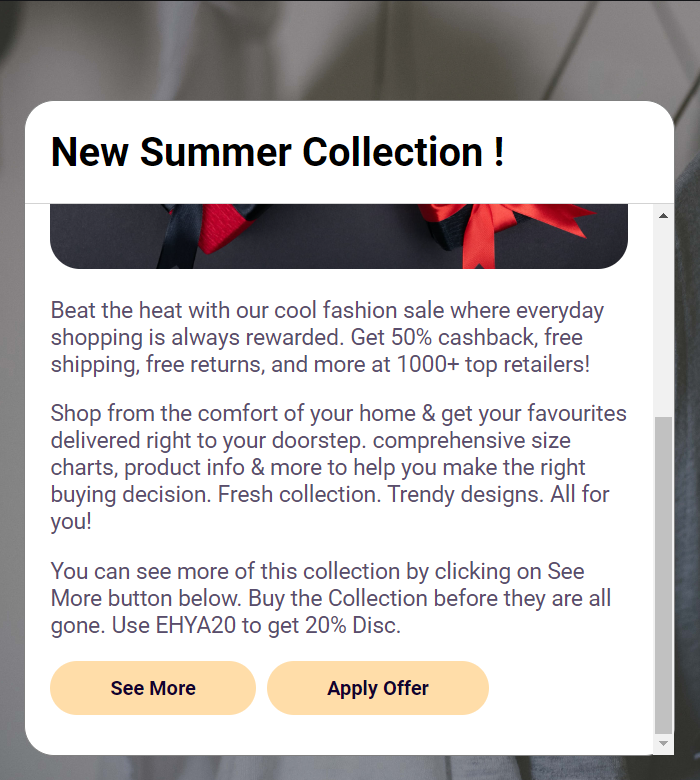 New Summer Collection !
Beat the heat with our cool fashion sale where everyday
shopping is always rewarded. Get 50% cashback, free
shipping, free returns, and more at 1000+ top retailers!
Shop from the comfort of your home & get your favourites
delivered right to your doorstep. comprehensive size
charts, product info & more to help you make the right
buying decision. Fresh collection. Trendy designs. All for
you!
You can see more of this collection by clicking on See
More button below. Buy the Collection before they are all
gone. Use EHYA20 to get 20% Disc.
See More
Apply Offer